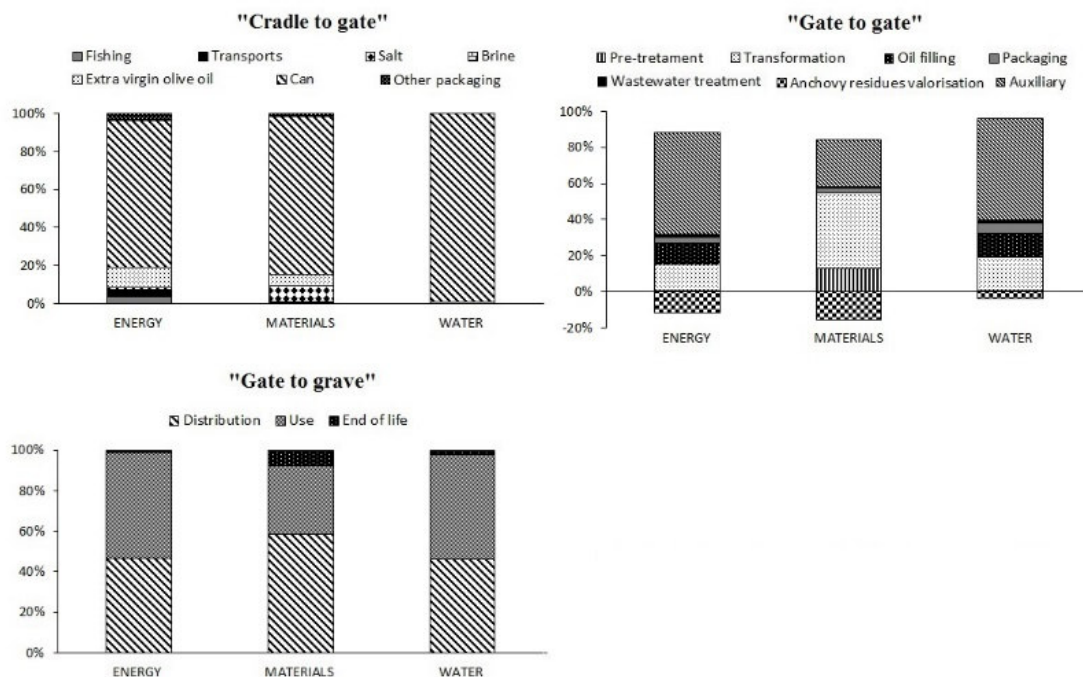 "Cradle to gate"
Fishing Transports Salt Brine
Extra virgin olive oil Can Other packaging
100%
80%
60%
40%
20%
0%
ENERGY MATERIALS WATER
"Gate to gate"
Pre-tretament Transformation Oil filling Packaging
Wastewater treatment Anchovy residues valorisation Auxiliary
100%
80%
60%
40%
20%
0%
-20%
ENERGY MATERIALS WATER
"Gate to grave"
Distribution Use End of life
100%
80%
60%
40%
20%
0%
ENERGY MATERIALS WATER